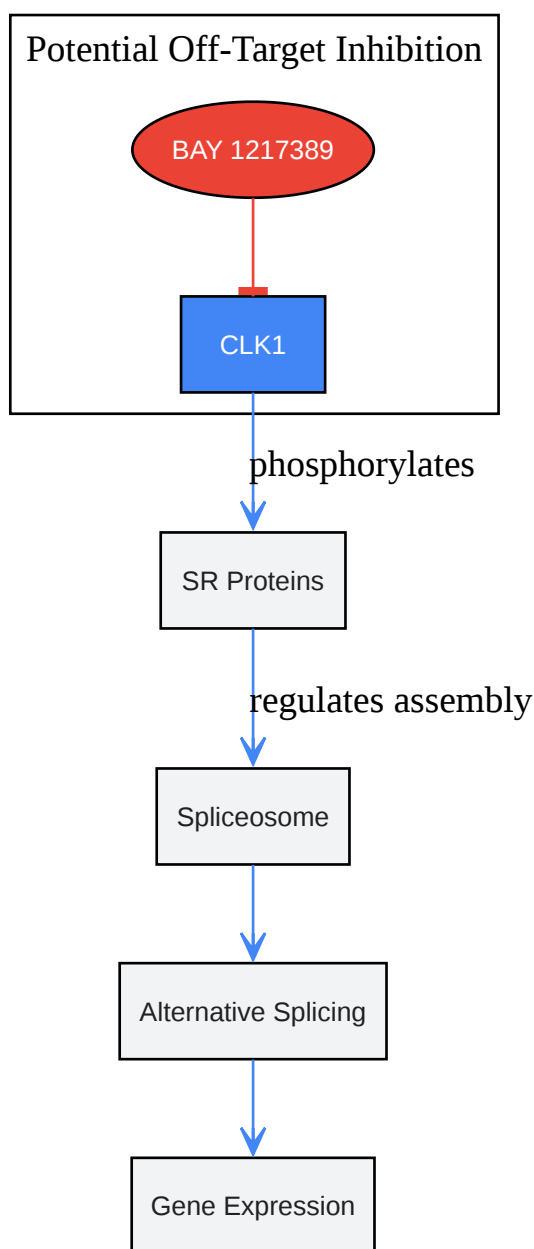 Potential Off-Target Inhibition
BAY 1217389
CLK1
phosphorylates
SR Proteins
regulates assembly
Spliceosome
Alternative Splicing
Gene Expression